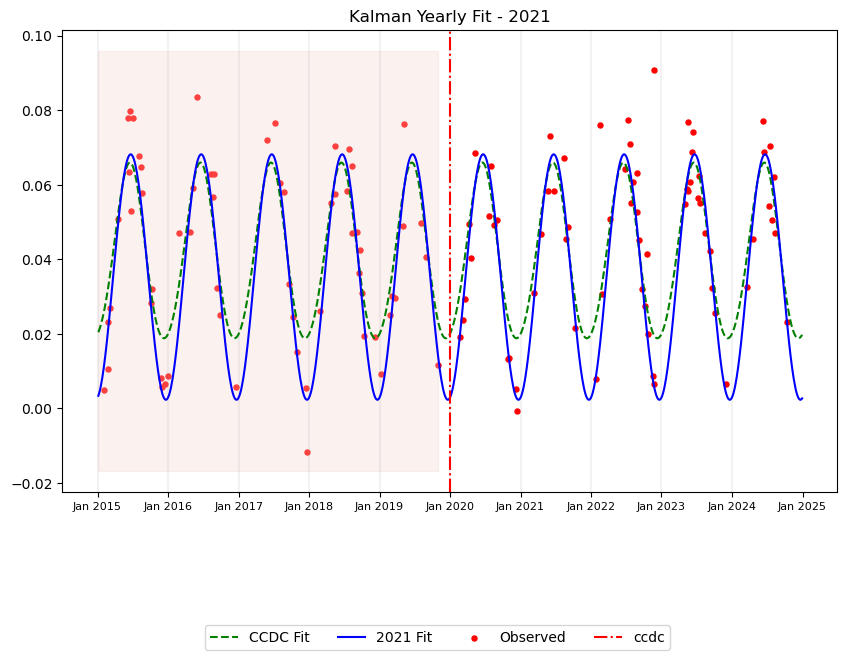 Kalman Yearly Fit - 2021
0.10
0.08
0.06
0.04
0.02
0.00
−0.02
Jan 2015 Jan 2016 Jan 2017 Jan 2018 Jan 2019 Jan 2020 Jan 2021 Jan 2022 Jan 2023 Jan 2024 Jan 2025
CCDC Fit 2021 Fit Observed ccdc